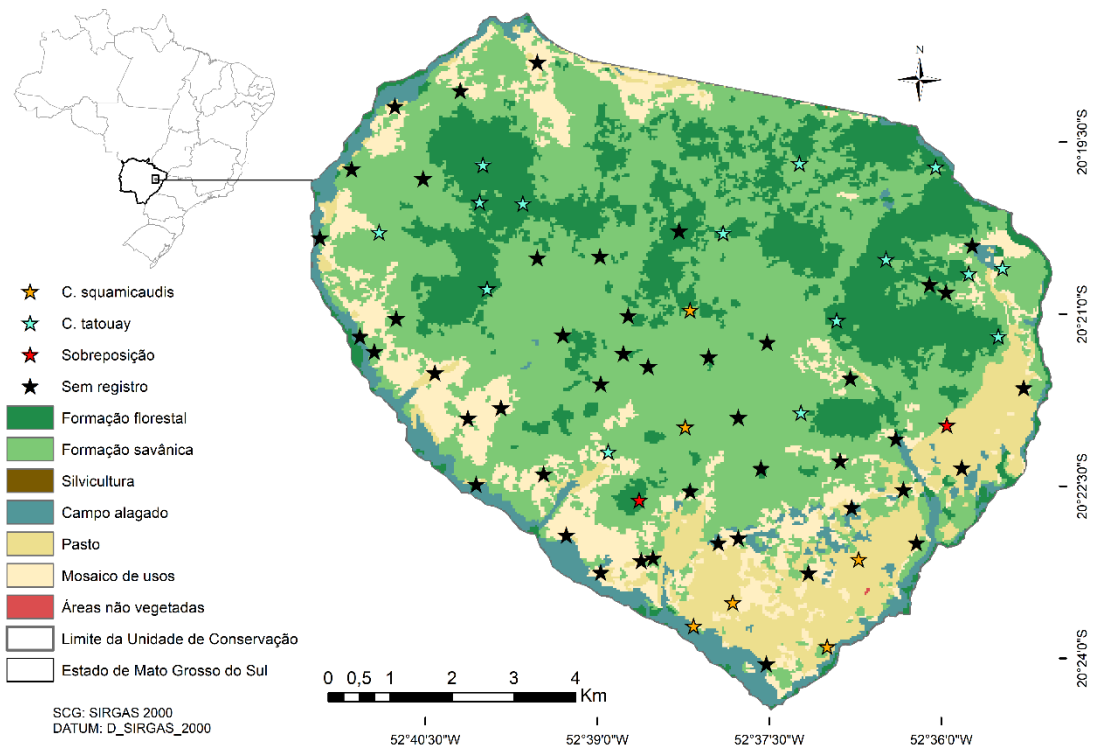 N
20°19'30"S
20°21'0"S
20°22'30"S
20°24'0"S
C. squamicaudis
C. tatouay
Sobreposição
Sem registro
Formação florestal
Formação savânica
Silvicultura
Campo alagado
Pasto
Mosaico de usos
Áreas não vegetadas
Limite da Unidade de Conservação
Estado de Mato Grosso do Sul
SCG: SIRGAS 2000
DATUM: D_SIRGAS_2000
0 0,5 1 2 3 4
Km
52°40'30"W 52°39'0"W 52°37'30"W 52°36'0"W